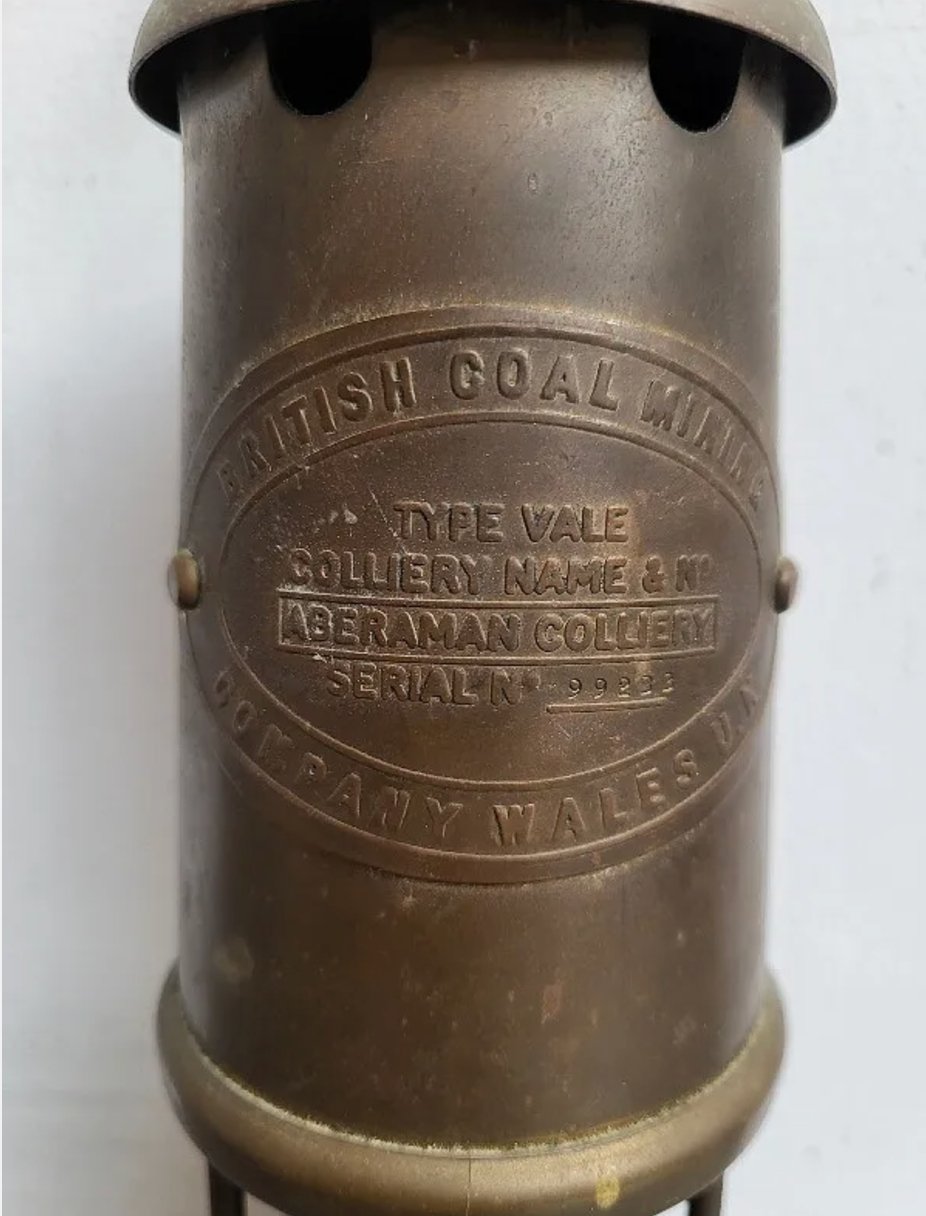 BRITISH COAL MINING
TYPE VALE
COLLIERY NAME & Nº
ABERAMAN COLLIERY
SERIAL Nº
COMPANY WALES U.K